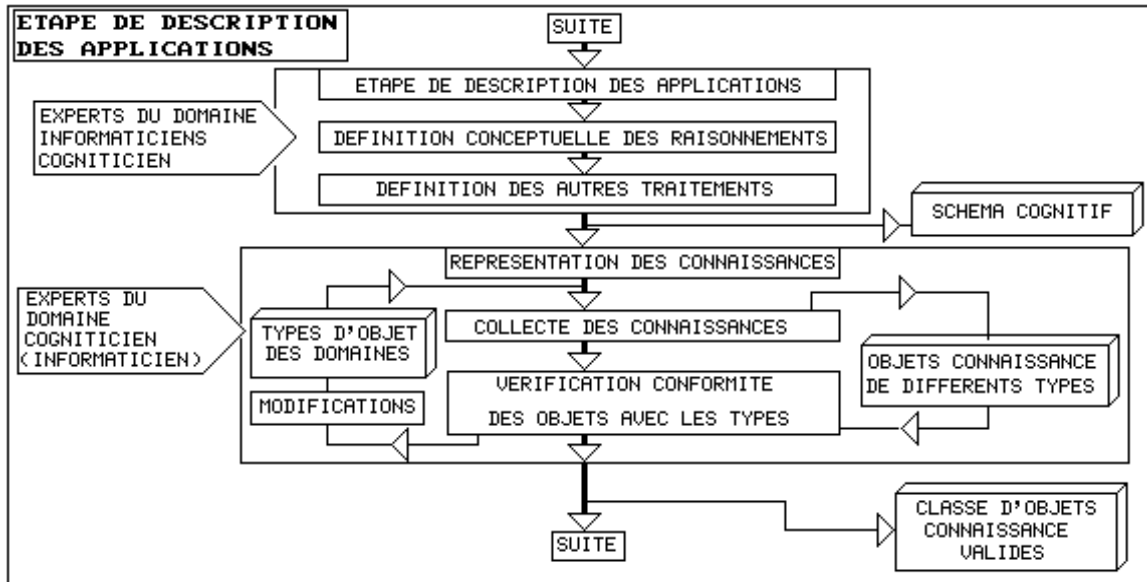 ETAPE DE DESCRIPTION
DES APPLICATIONS
SUITE
ETAPE DE DESCRIPTION DES APPLICATIONS
EXPERTS DU DOMAINE
INFORMATICIENS
COGNITICIEN
DEFINITION CONCEPTUELLE DES RAISONNEMENTS
DEFINITION DES AUTRES TRAITEMENTS
SCHEMA COGNITIF
REPRESENTATION DES CONNAISSANCES
EXPERTS DU
DOMAINE
COGNITICIEN
(INFORMATICIEN)
TYPES D'OBJET
DES DOMAINES
COLLECTE DES CONNAISSANCES
OBJETS CONNAISSANCE
DE DIFFERENTS TYPES
MODIFICATIONS
VERIFICATION CONFORMITE
DES OBJETS AVEC LES TYPES
CLASSE D'OBJETS
CONNAISSANCE
VALIDES
SUITE